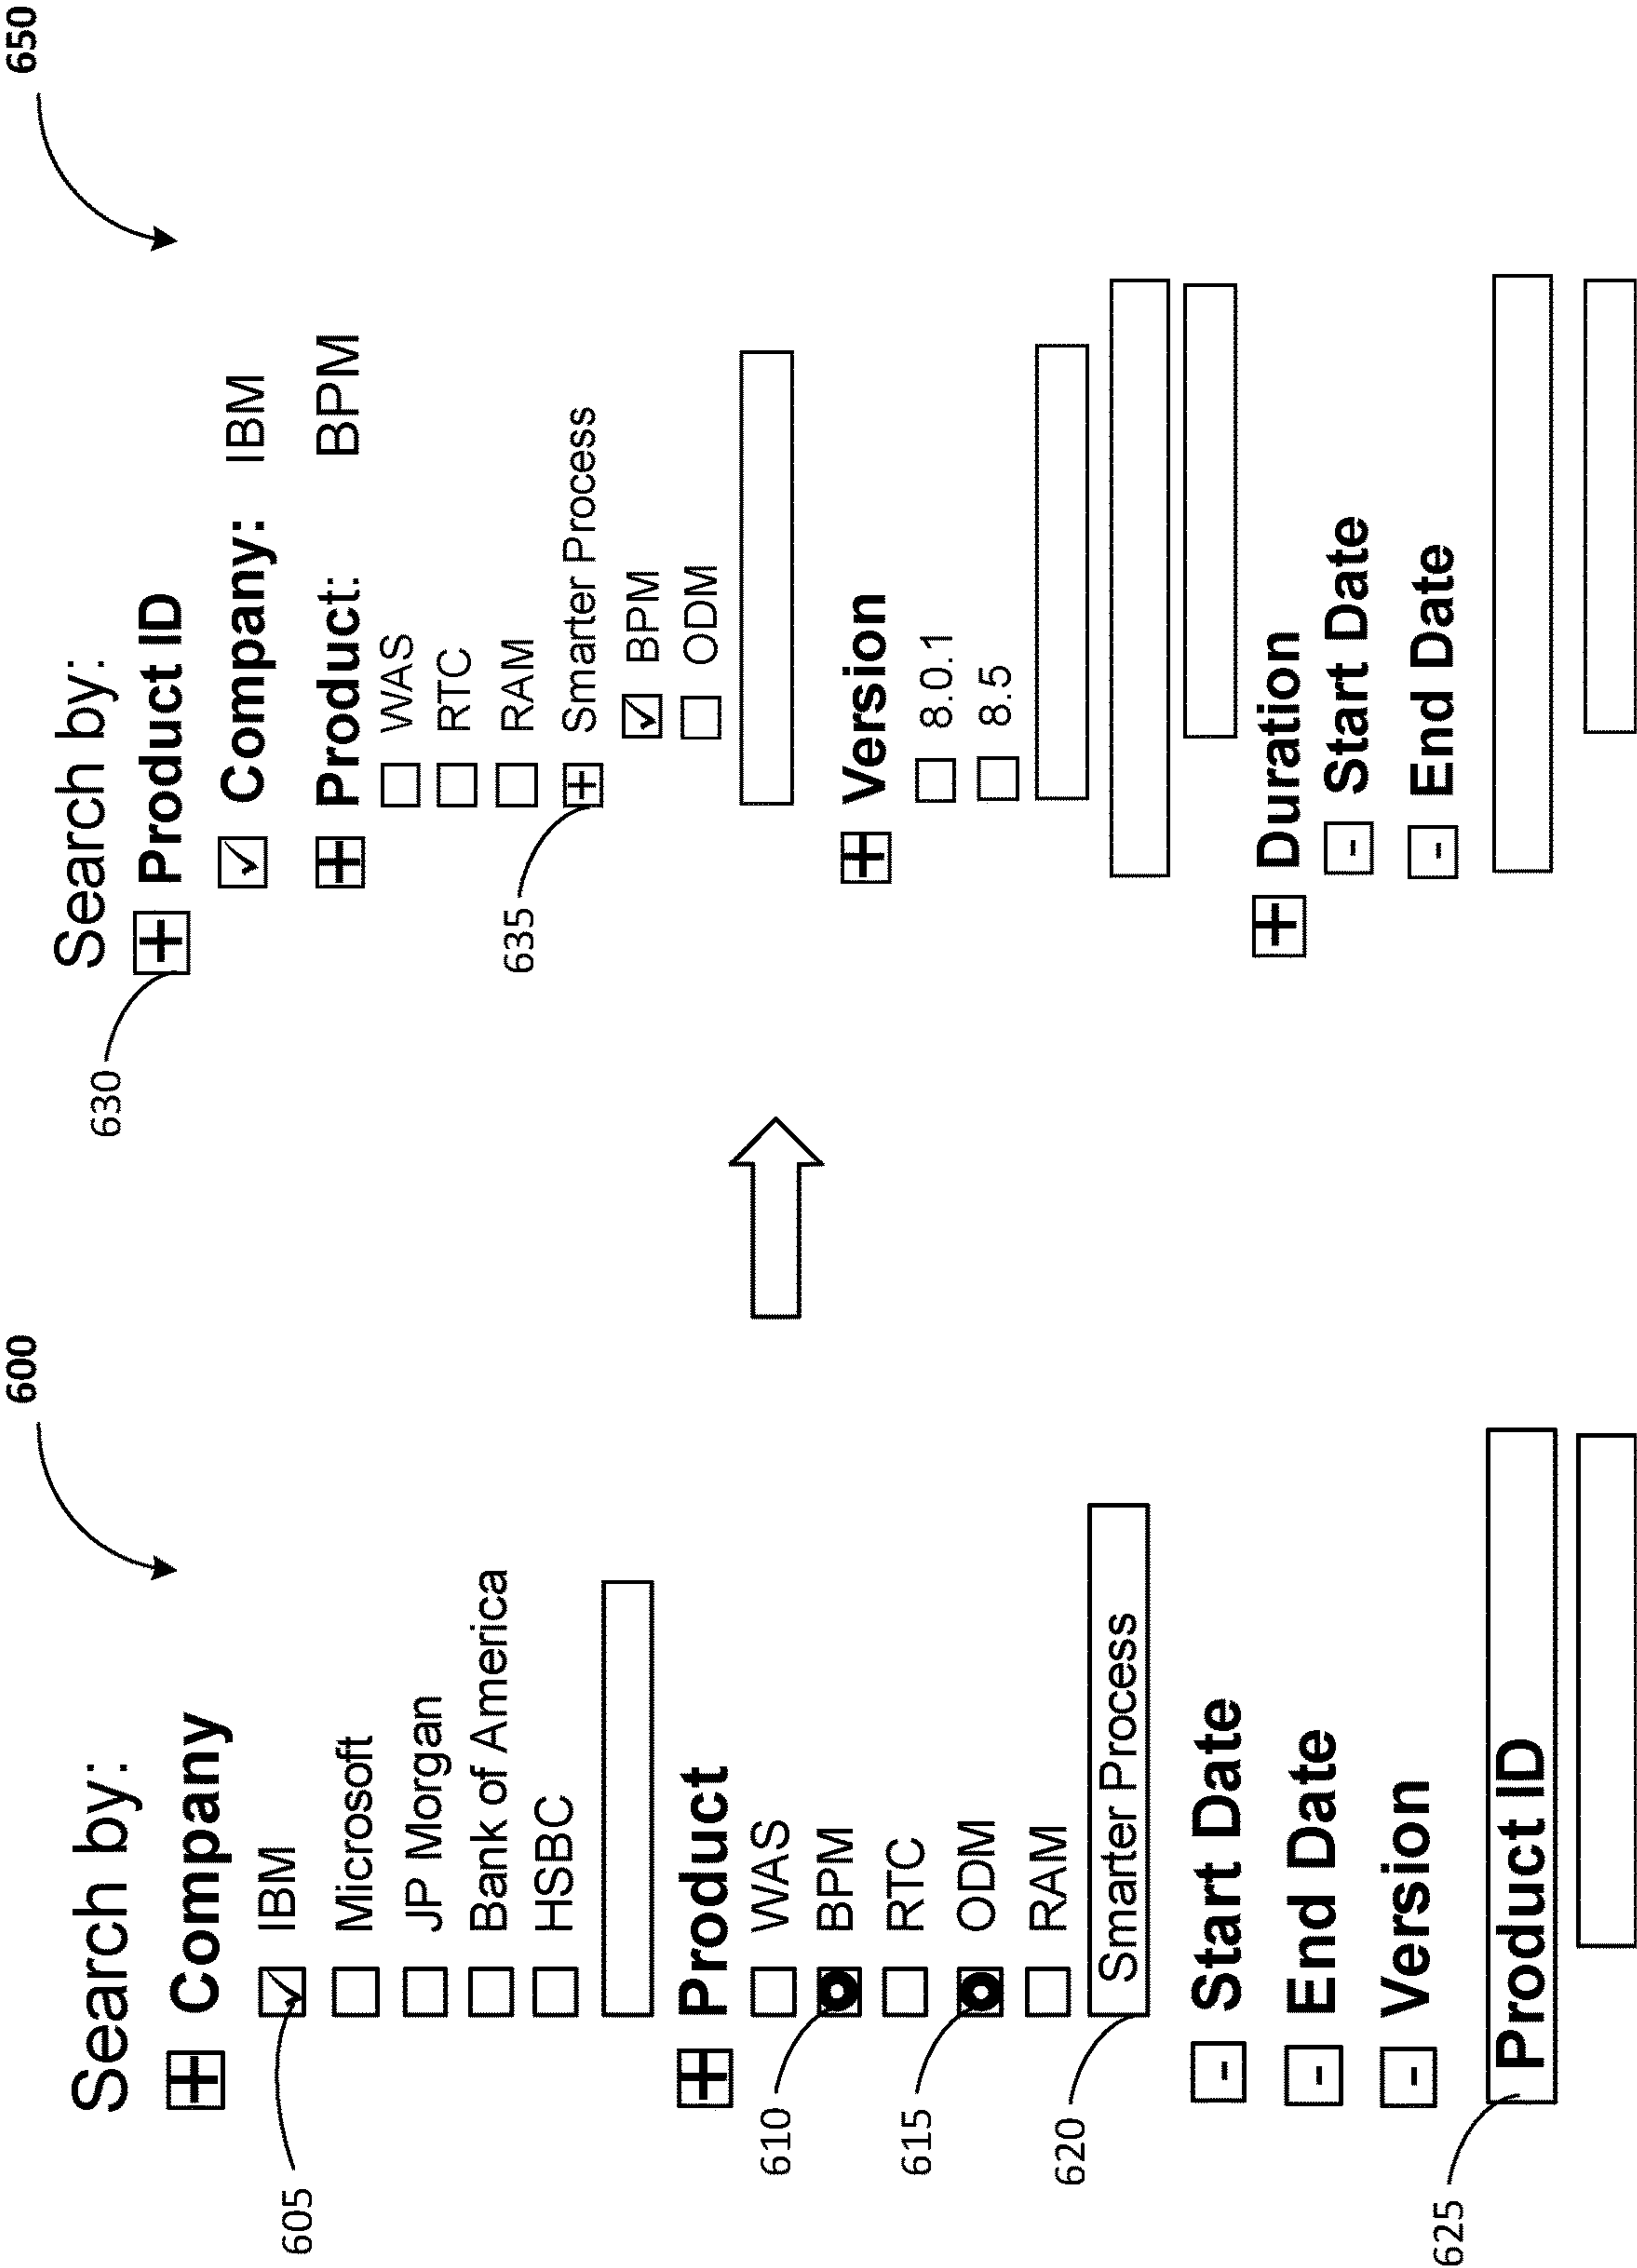 600
Search by:
+ Company
605
IBM
Microsoft
JP Morgan
Bank of America
HSBC
+ Product
WAS
610
BPM
RTC
615
ODM
RAM
620
Smarter Process
- Start Date
- End Date
- Version
625
Product ID
650
Search by:
630
+ Product ID
Company: IBM
+ Product: BPM
WAS
RTC
RAM
635
+ Smarter Process
BPM
ODM
+ Version
8.0.1
8.5
+ Duration
- Start Date
- End Date